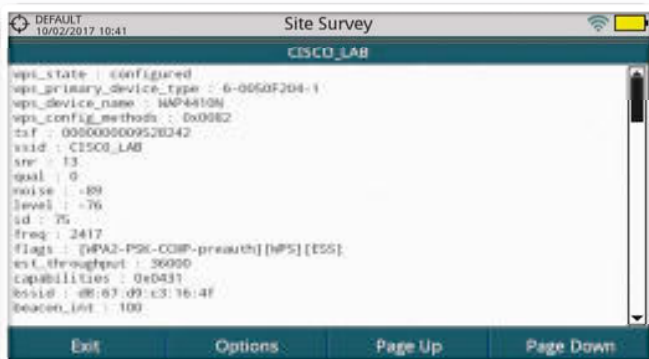 DEFAULT
10/02/2017 10:41
Site Survey
CISCO_LAB
wps_state : configured
wps_primary_device_type : 6-0050F204-1
wps_device_name : WAP4410N
wps_config_methods : 0x0082
tsf : 0000000009528242
ssid : CISCO_LAB
snr : 13
qual : 0
noise : -89
level : -76
id : 75
freq : 2417
flags : [WPA2-PSK-CCMP-preauth][WPS][ESS]
est_throughput : 36000
capabilities : 0x0431
bssid : d8:67:d9:c3:16:4f
beacon_int : 100
Exit
Options
Page Up
Page Down